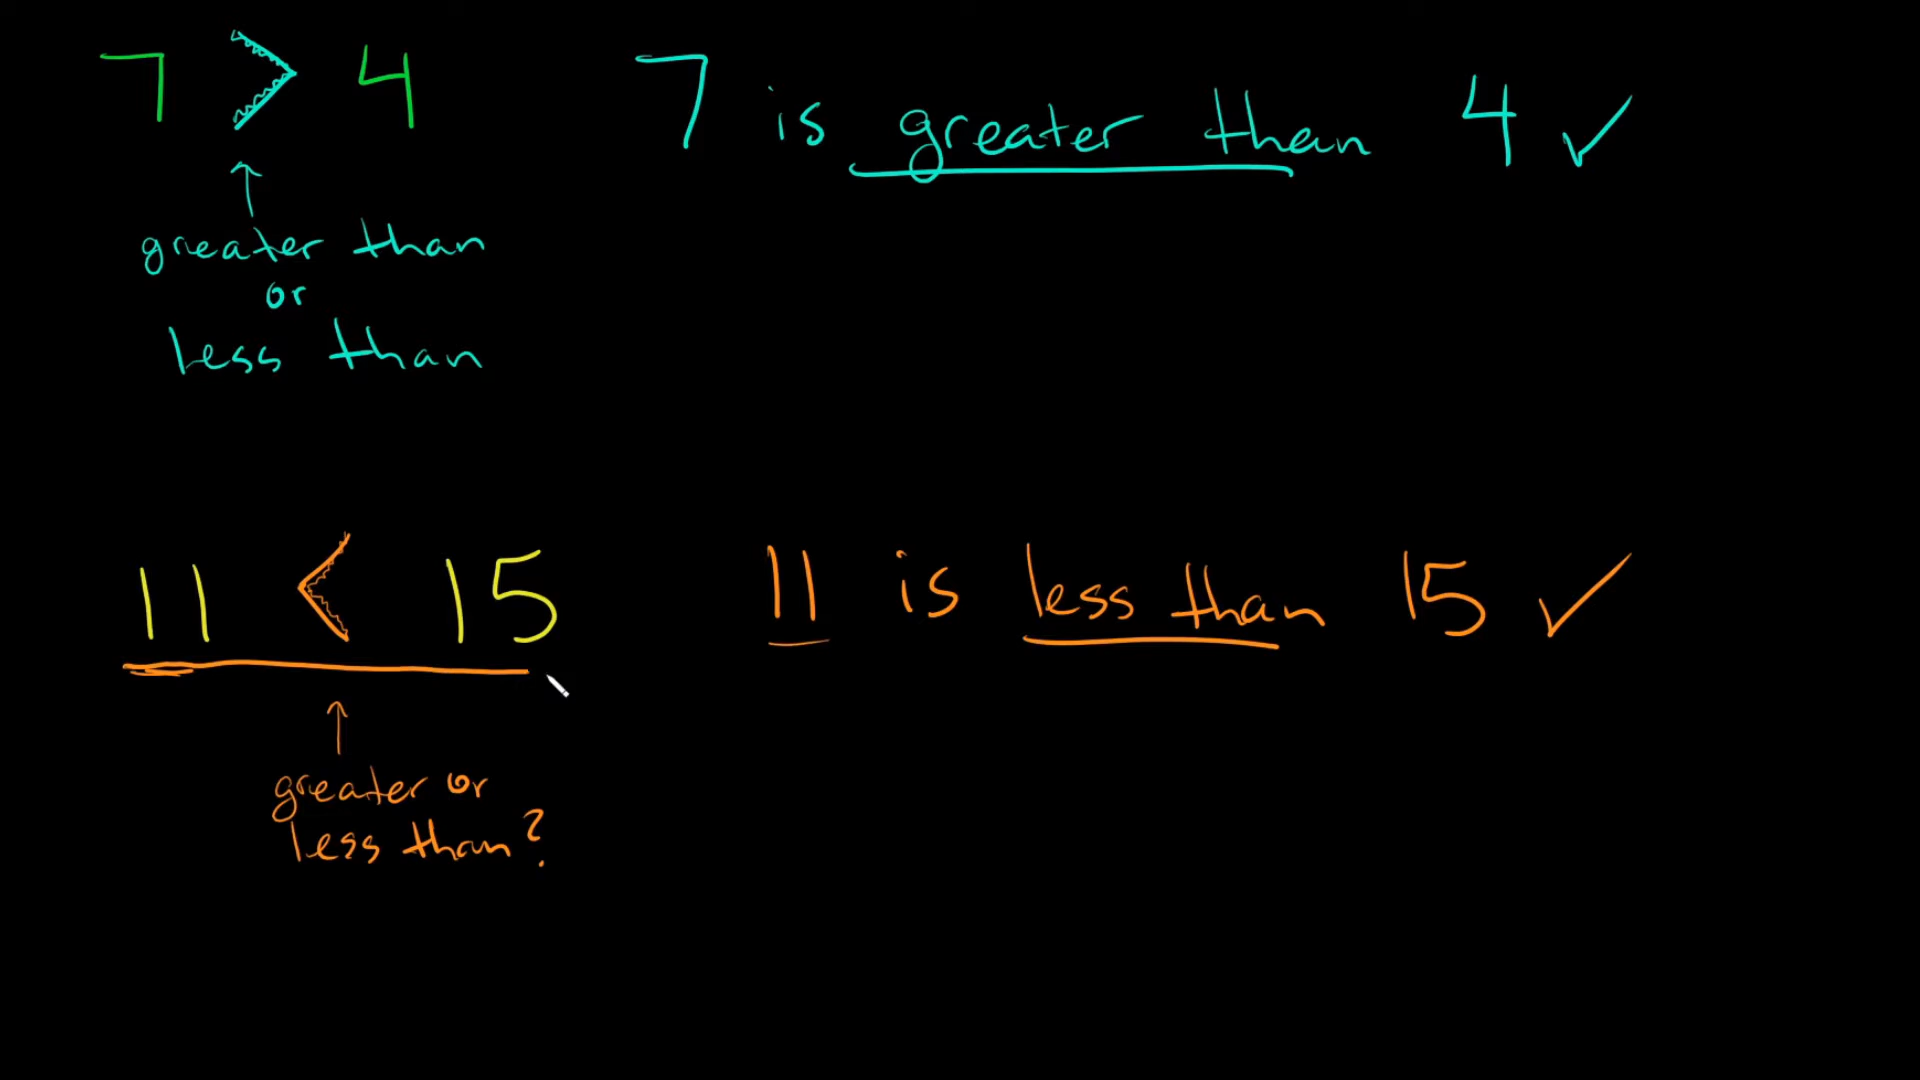 7 > 4 7 is greater than 4 ✓
↑
greater than
or
less than
11 < 15 11 is less than 15 ✓
↑
greater or
less than?